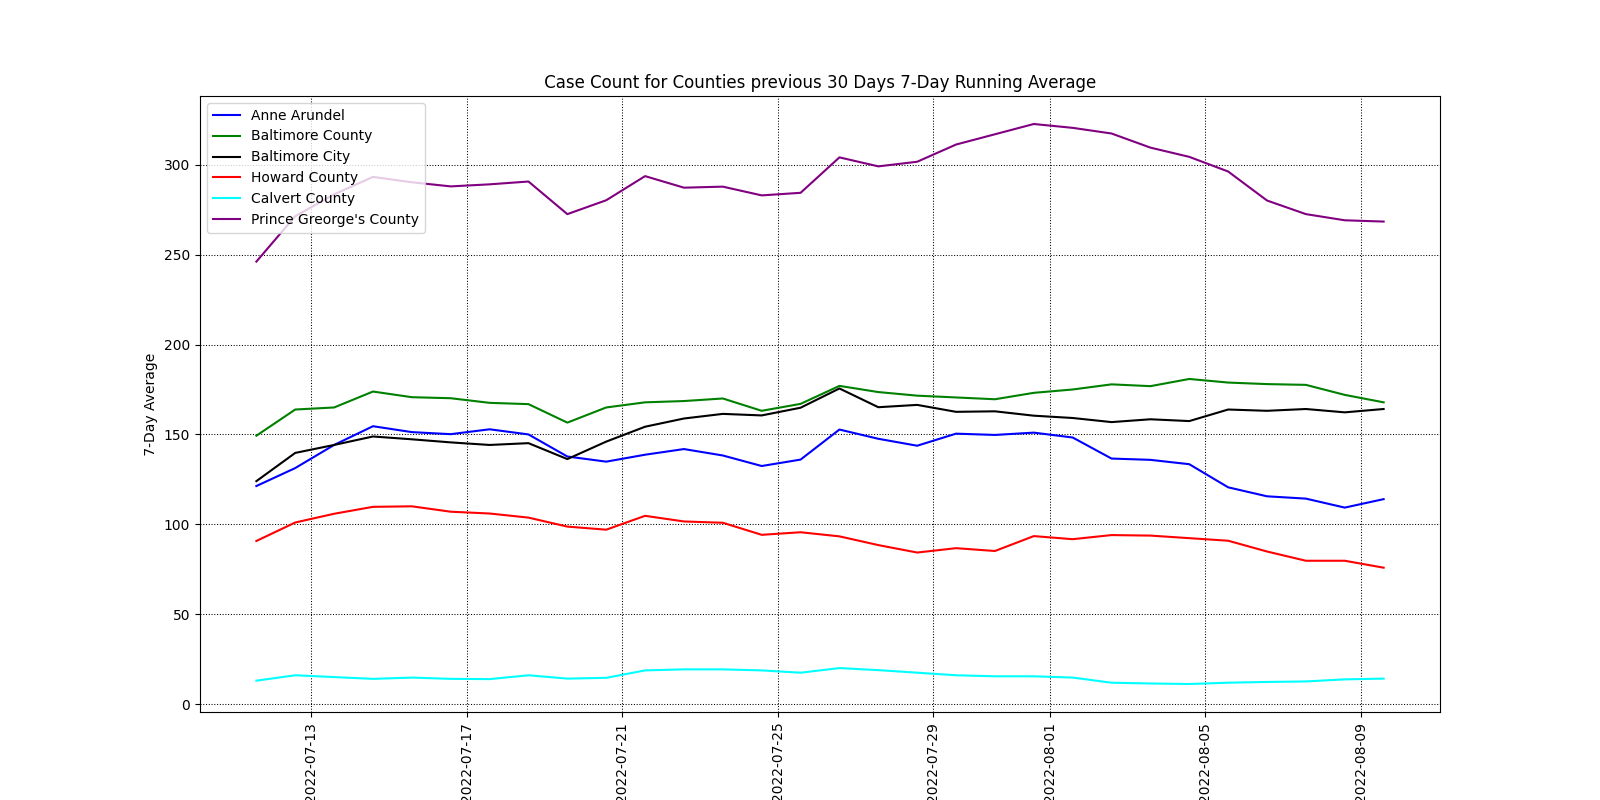 Case Count for Counties previous 30 Days 7-Day Running Average
Anne Arundel
Baltimore County
Baltimore City
Howard County
Calvert County
Prince Greorge's County
7-Day Average
300
250
200
150
100
50
0
2022-07-13
2022-07-17
2022-07-21
2022-07-25
2022-07-29
2022-08-01
2022-08-05
2022-08-09